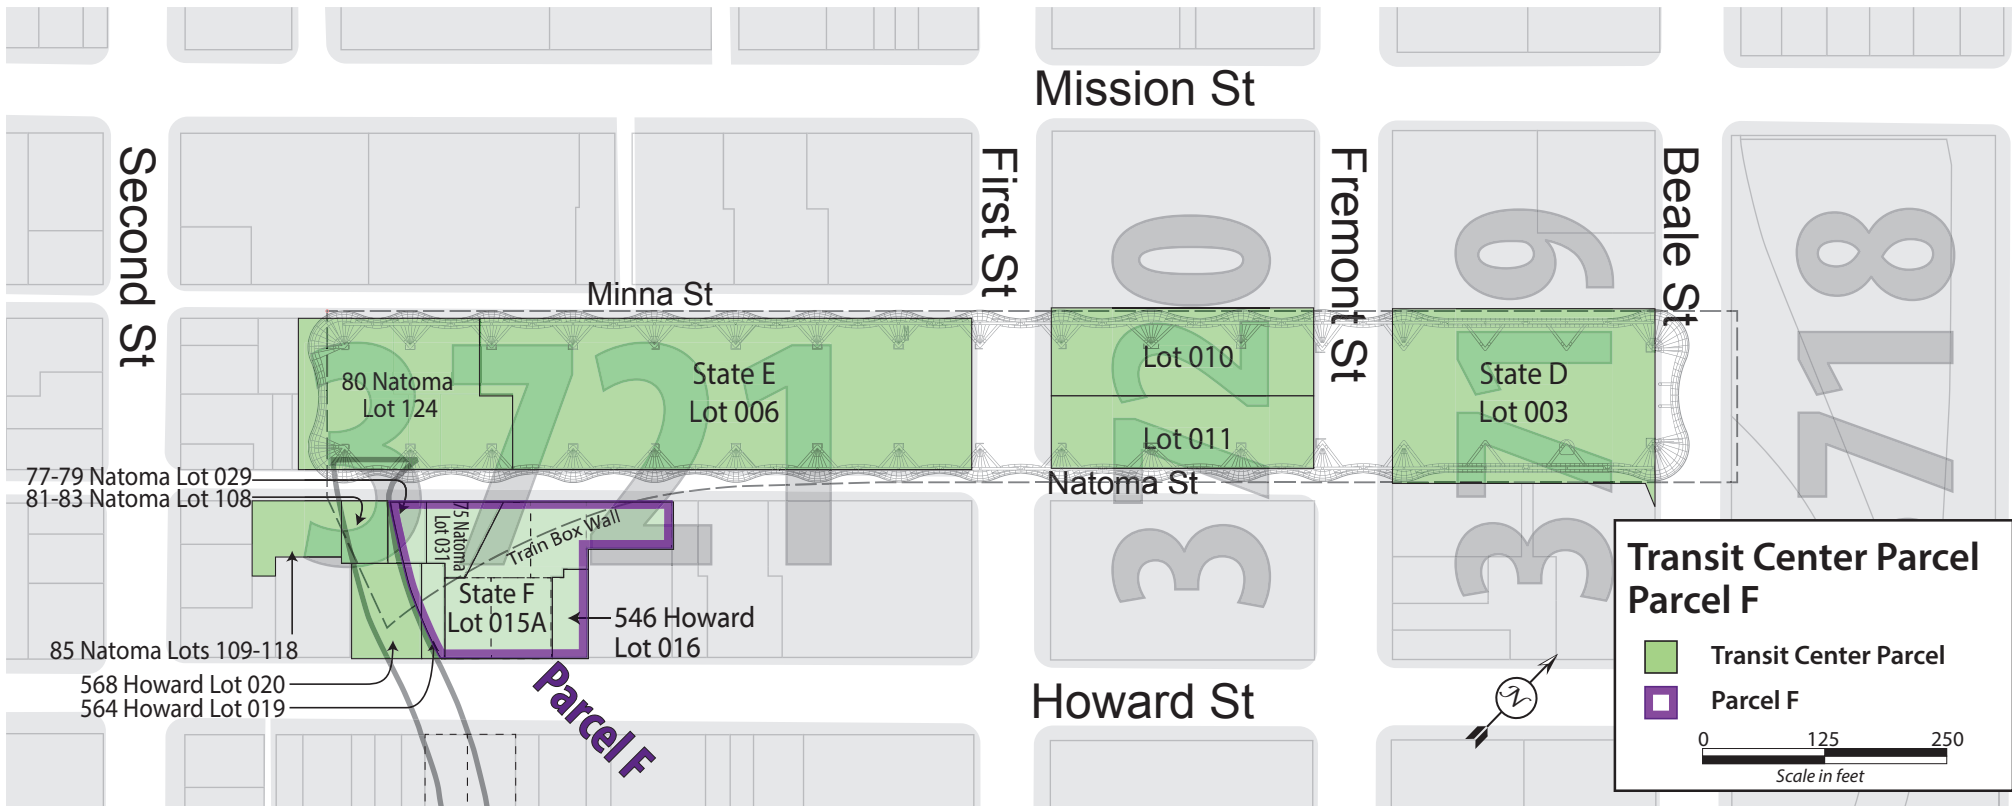 Mission St
Second St
First St
Fremont St
Beale St
Minna St
3721
3720
3719
3718
80 Natoma
Lot 124
State E
Lot 006
Lot 010
Lot 011
State D
Lot 003
Natoma St
77-79 Natoma Lot 029
81-83 Natoma Lot 108
75 Natoma
Lot 031
Train Box Wall
State F
Lot 015A
546 Howard
Lot 016
85 Natoma Lots 109-118
568 Howard Lot 020
564 Howard Lot 019
Parcel F
Howard St
N
Transit Center Parcel
Parcel F
Transit Center Parcel
Parcel F
0 125 250
Scale in feet